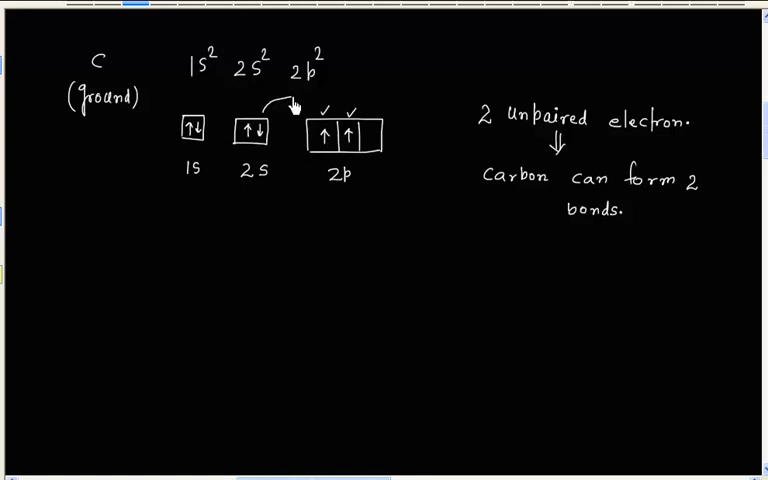 C 1s² 2s² 2p²
(ground)
↑↓ ↑↓ ↑ ↑
1s 2s 2p
2 unpaired electron.
⇓
Carbon can form 2
bonds.